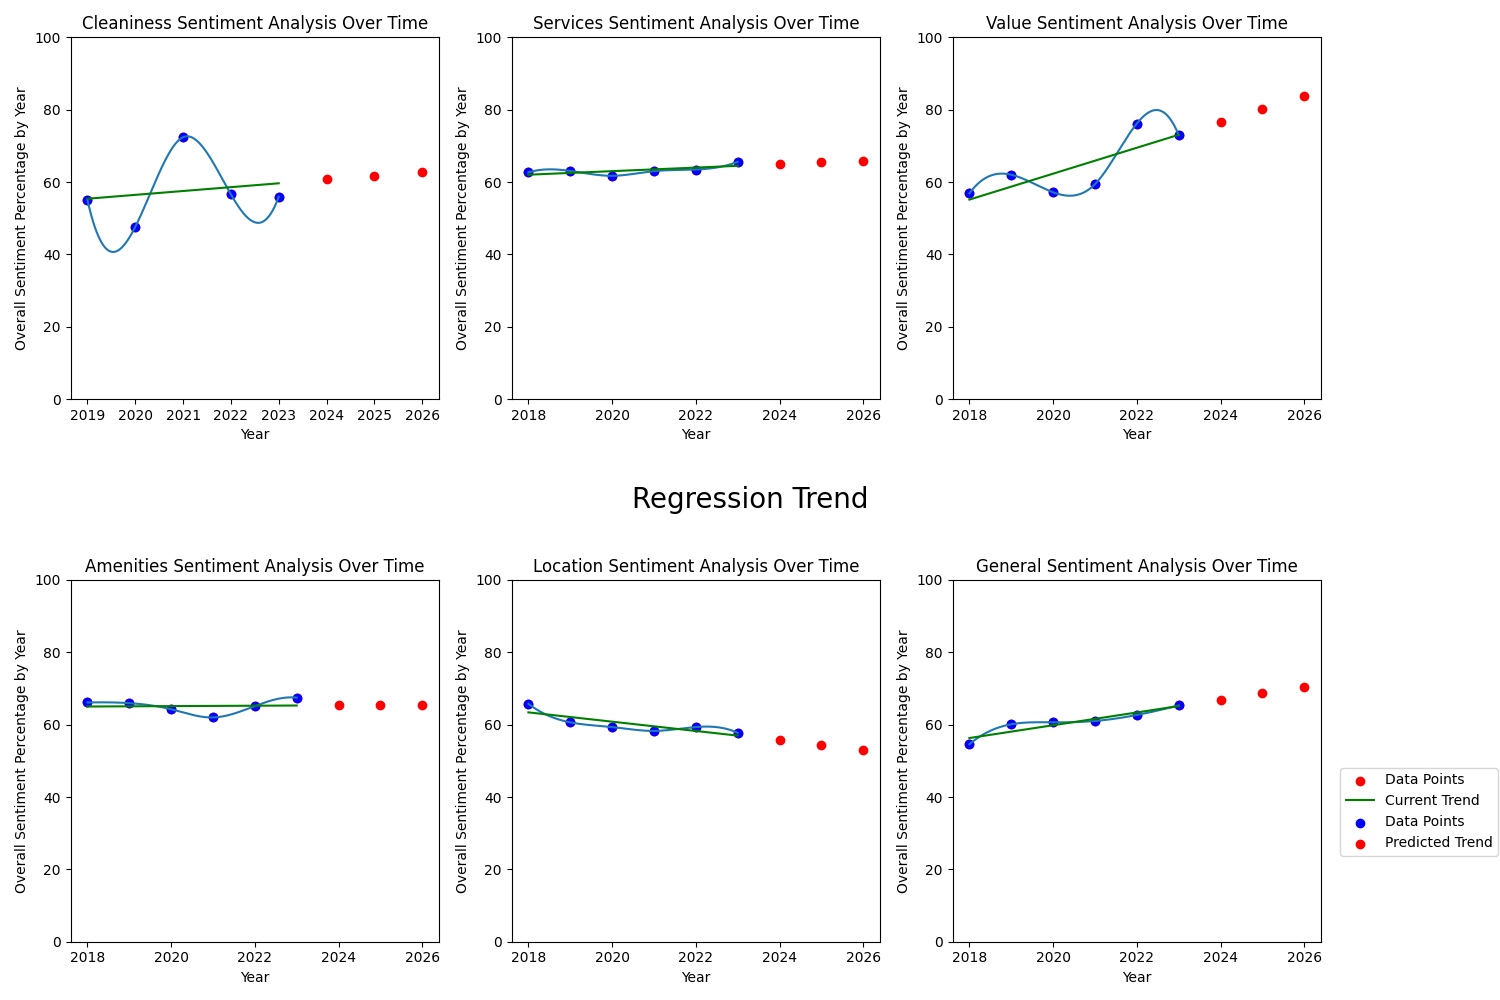 Cleaniness Sentiment Analysis Over Time
Overall Sentiment Percentage by Year
100
80
60
40
20
0
2019 2020 2021 2022 2023 2024 2025 2026
Year
Services Sentiment Analysis Over Time
Overall Sentiment Percentage by Year
100
80
60
40
20
0
2018 2020 2022 2024 2026
Year
Value Sentiment Analysis Over Time
Overall Sentiment Percentage by Year
100
80
60
40
20
0
2018 2020 2022 2024 2026
Year
Regression Trend
Amenities Sentiment Analysis Over Time
Overall Sentiment Percentage by Year
100
80
60
40
20
0
2018 2020 2022 2024 2026
Year
Location Sentiment Analysis Over Time
Overall Sentiment Percentage by Year
100
80
60
40
20
0
2018 2020 2022 2024 2026
Year
General Sentiment Analysis Over Time
Overall Sentiment Percentage by Year
100
80
60
40
20
0
2018 2020 2022 2024 2026
Year
Data Points
Current Trend
Data Points
Predicted Trend